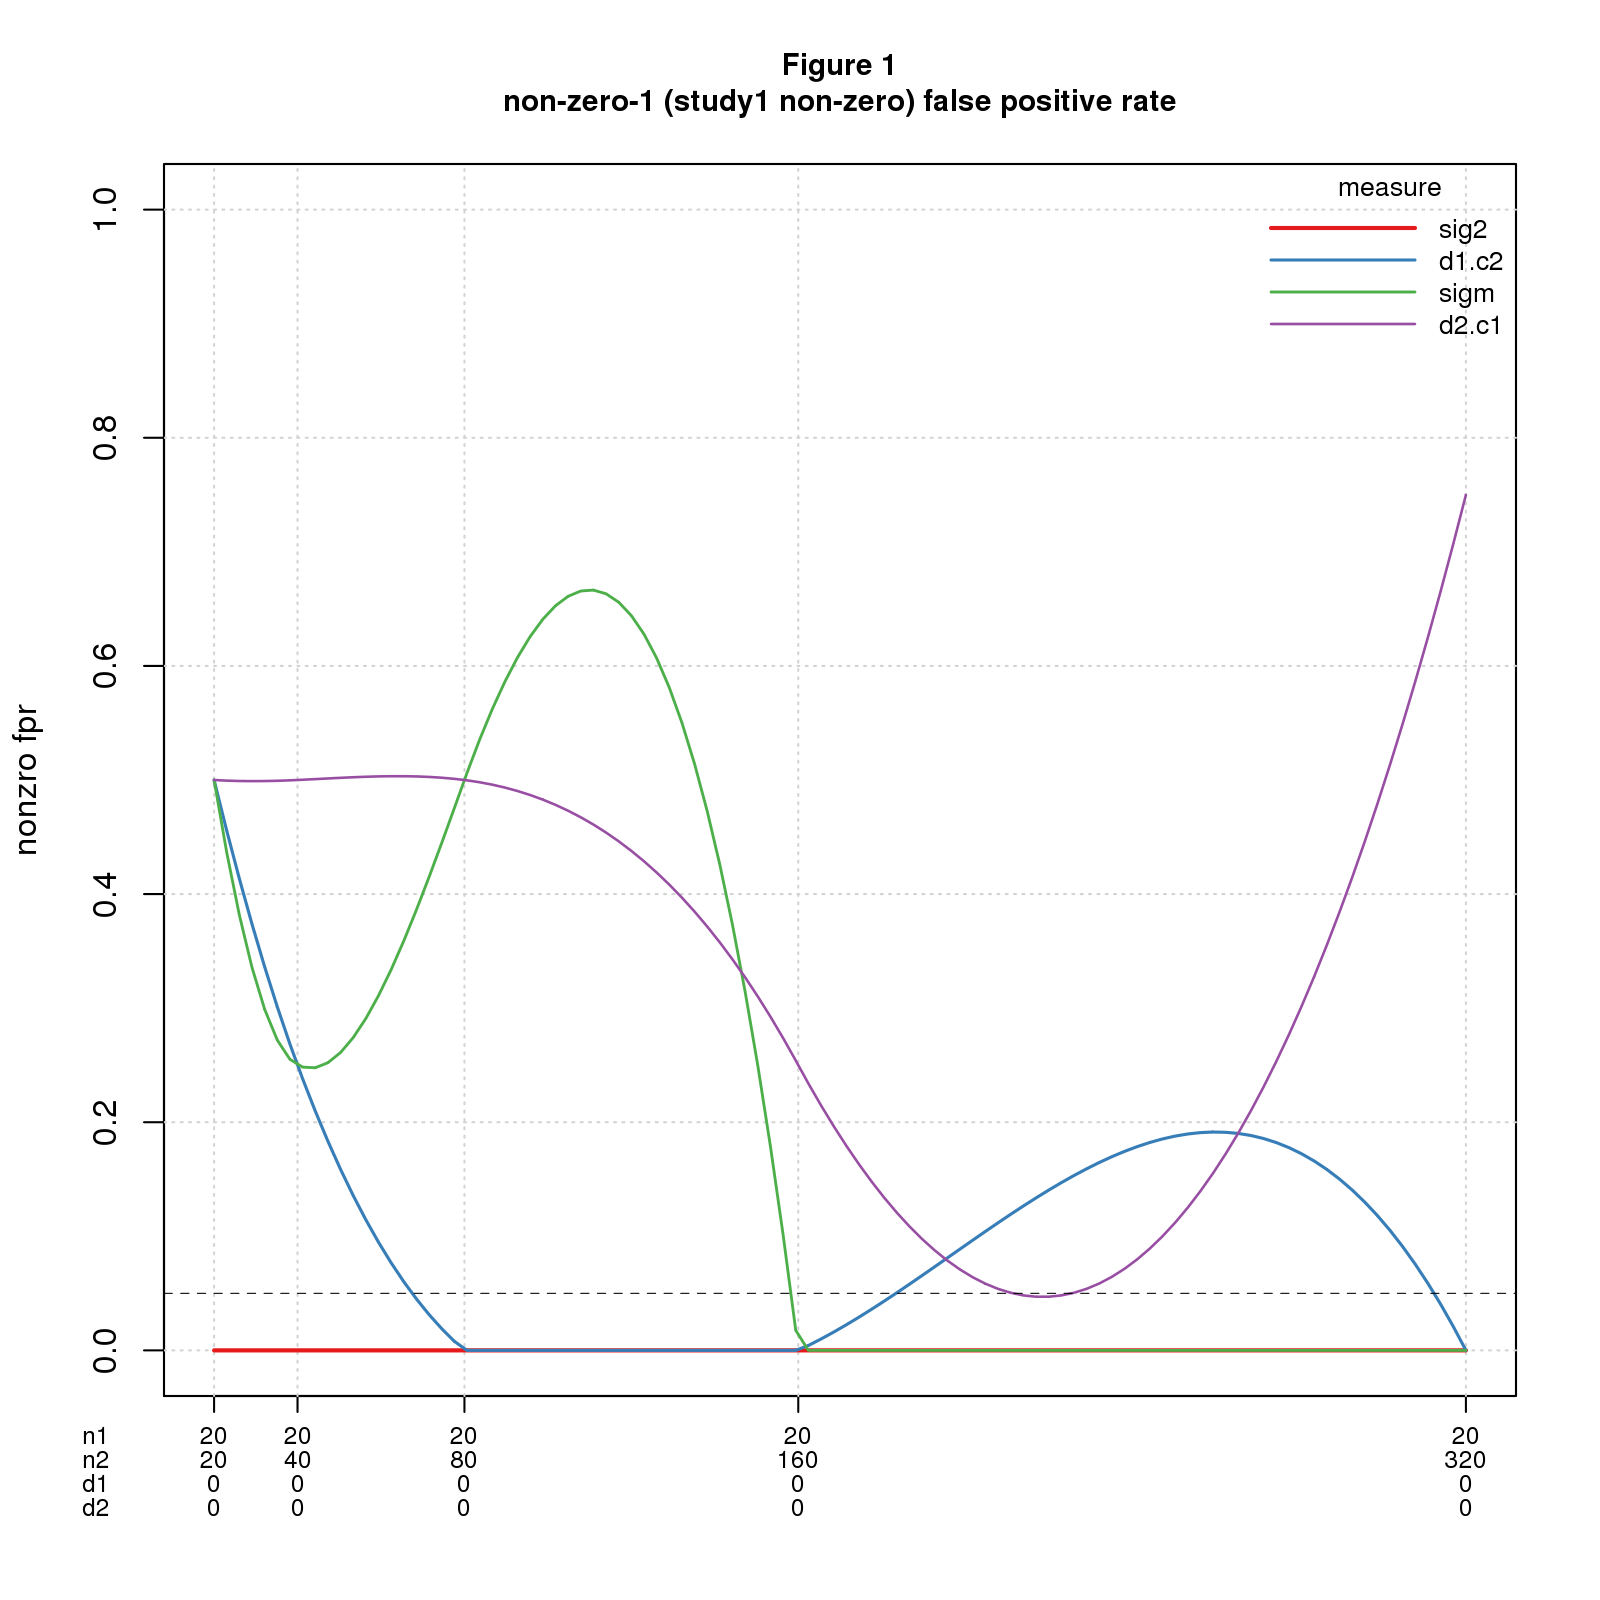 Figure 1
non-zero-1 (study1 non-zero) false positive rate
measure
sig2
d1.c2
sigm
d2.c1
nonzro fpr
1.0
0.8
0.6
0.4
0.2
0.0
n1 20 20 20 20 20
n2 20 40 80 160 320
d1 0 0 0 0 0
d2 0 0 0 0 0